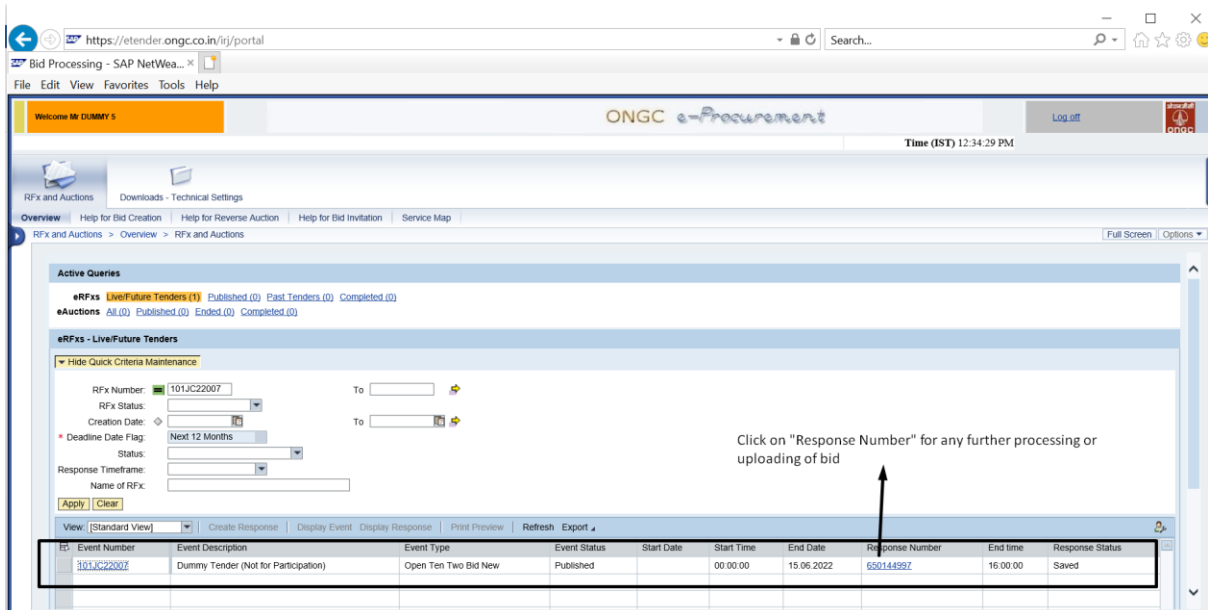 https://etender.ongc.co.in/irj/portal
Search...
Bid Processing - SAP NetWea...
File Edit View Favorites Tools Help
Welcome Mr DUMMY 5
ONGC e-Procurement
Log off
ongc
Time (IST) 12:34:29 PM
RFx and Auctions
Downloads - Technical Settings
Overview Help for Bid Creation Help for Reverse Auction Help for Bid Invitation Service Map
RFx and Auctions > Overview > RFx and Auctions
Full Screen Options
Active Queries
eRFxs Live/Future Tenders (1) Published (0) Past Tenders (0) Completed (0)
eAuctions All (0) Published (0) Ended (0) Completed (0)
eRFxs - Live/Future Tenders
Hide Quick Criteria Maintenance
RFx Number: 101JC22007 To
RFx Status:
Creation Date: To
* Deadline Date Flag: Next 12 Months
Status:
Response Timeframe:
Name of RFx:
Click on "Response Number" for any further processing or
uploading of bid
Apply Clear
View: [Standard View] Create Response Display Event Display Response Print Preview Refresh Export
Event Number Event Description Event Type Event Status Start Date Start Time End Date Response Number End time Response Status
101JC22007 Dummy Tender (Not for Participation) Open Ten Two Bid New Published 00:00:00 15.06.2022 650144997 16:00:00 Saved